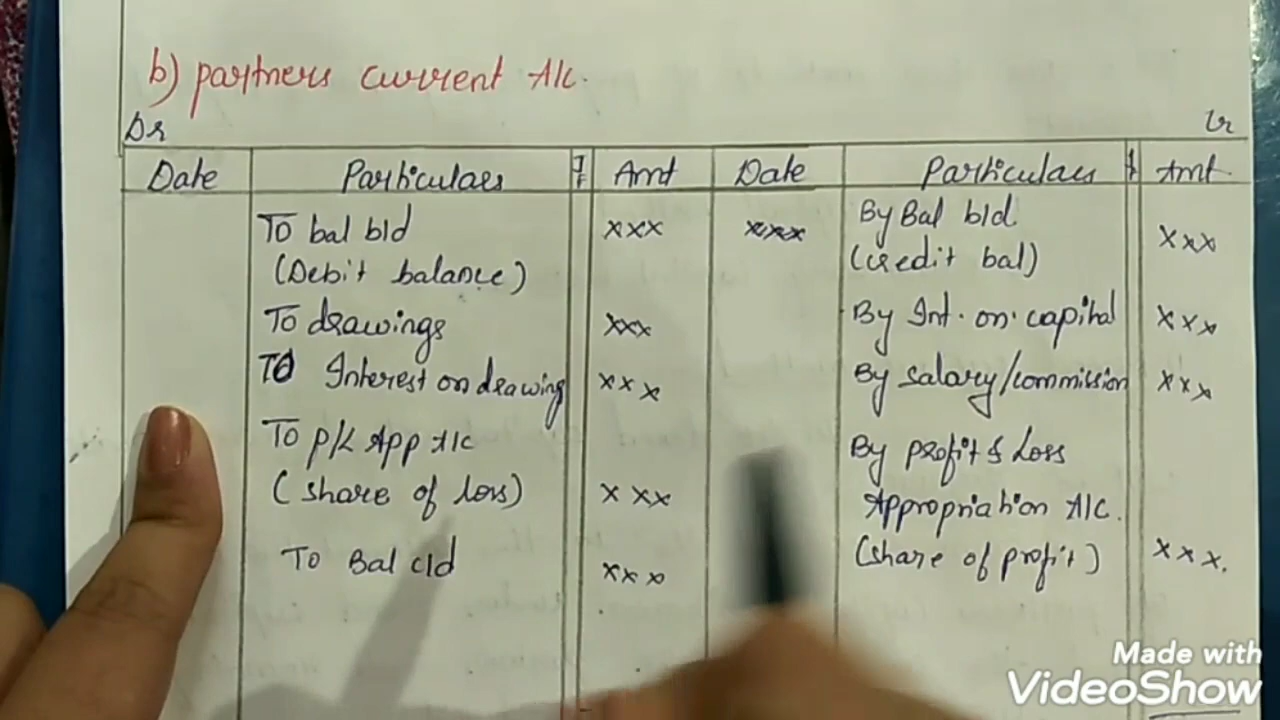 b) partners current A/c.
Dr Cr
Date Particulars J F Amt Date Particulars Amt.
To bal b/d xxx xxx By Bal b/d.
(Debit balance) (credit bal) xxx
To drawings xxx By Int. on. capital xxx
To Interest on drawing xxx By salary/commission xxx
To P/L App A/c By profit & Loss
(share of loss) xxx Appropriation A/c.
To Bal c/d xxx (share of profit) xxx.
Made with
VideoShow